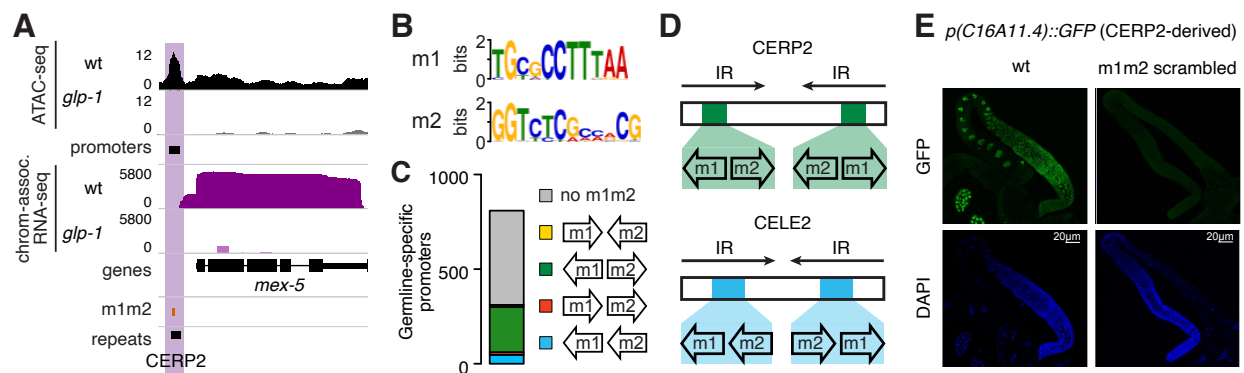 A
ATAC-seq
wt
12
0
glp-1
12
0
promoters
chrom-assoc.
RNA-seq
wt
5800
0
glp-1
5800
0
genes
mex-5
m1m2
repeats
CERP2
B
m1
bits
2
0
TGCGCCTTTAA
m2
bits
2
0
GGTCTCGCCACG
C
1000
500
0
Germline-specific
promoters
no m1m2
m1 m2
m1 m2
m1 m2
m1 m2
D
CERP2
IR IR
m1 m2 m2 m1
CELE2
IR IR
m1 m2 m2 m1
E
p(C16A11.4)::GFP (CERP2-derived)
wt m1m2 scrambled
GFP
DAPI
20µm 20µm